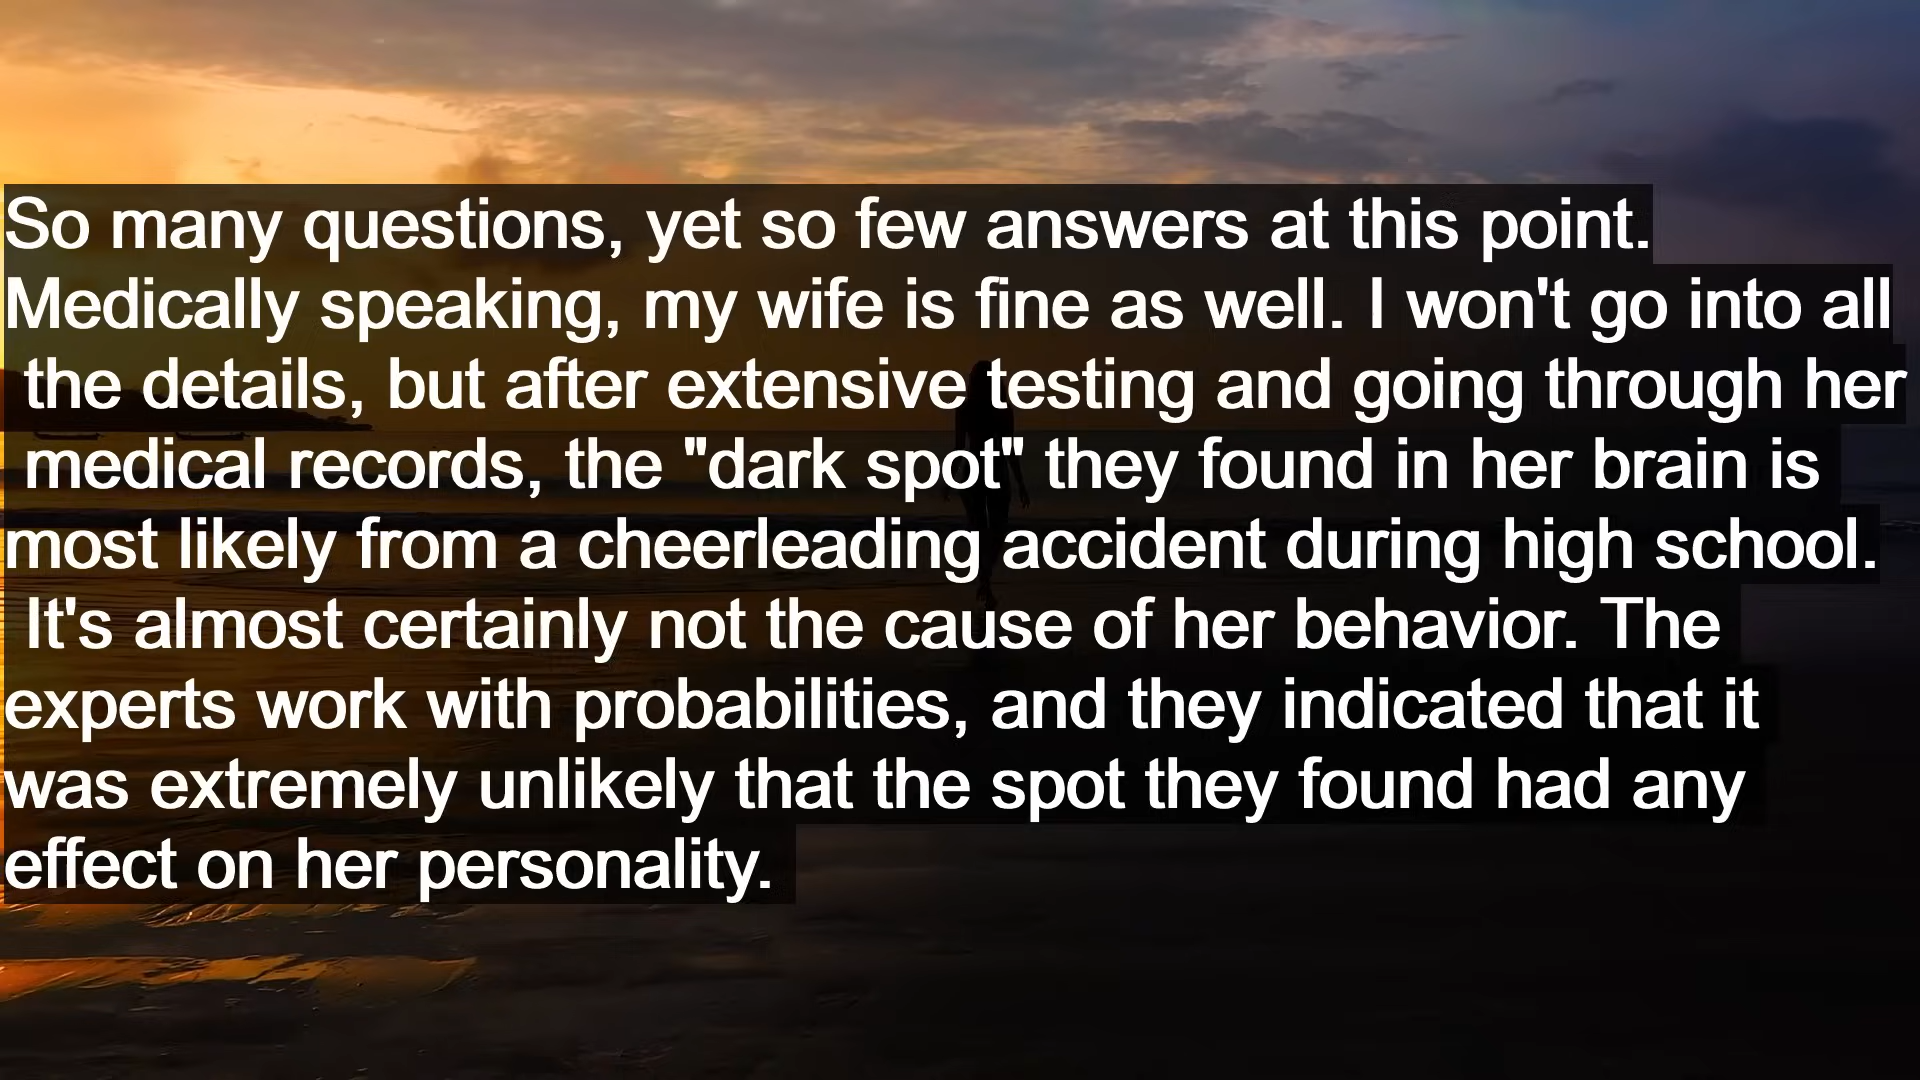 So many questions, yet so few answers at this point.
Medically speaking, my wife is fine as well. I won't go into all
the details, but after extensive testing and going through her
medical records, the "dark spot" they found in her brain is
most likely from a cheerleading accident during high school.
It's almost certainly not the cause of her behavior. The
experts work with probabilities, and they indicated that it
was extremely unlikely that the spot they found had any
effect on her personality.